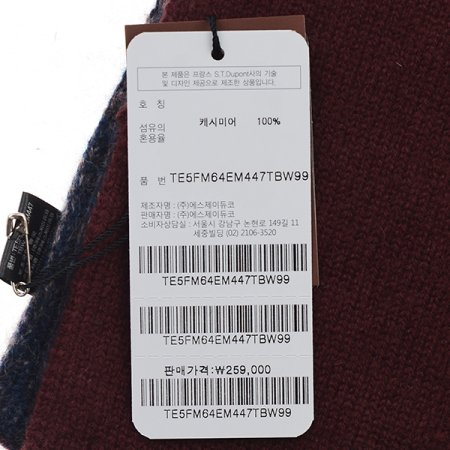 본 제품은 프랑스 S.T.Dupont사의 기술
및 디자인 제공으로 제조한 상품입니다.
호 칭
섬유의
혼용율
캐시미어 100%
품 번 TE5FM64EM447TBW99
제조자명 : (주)에스제이듀코
판매자명 : (주)에스제이듀코
소비자상담실 : 서울시 강남구 논현로 149길 11
세중빌딩 (02) 2106-3520
TE5FM64EM447TBW99
TE5FM64EM447TBW99
판매가격:₩259,000
TE5FM64EM447TBW99